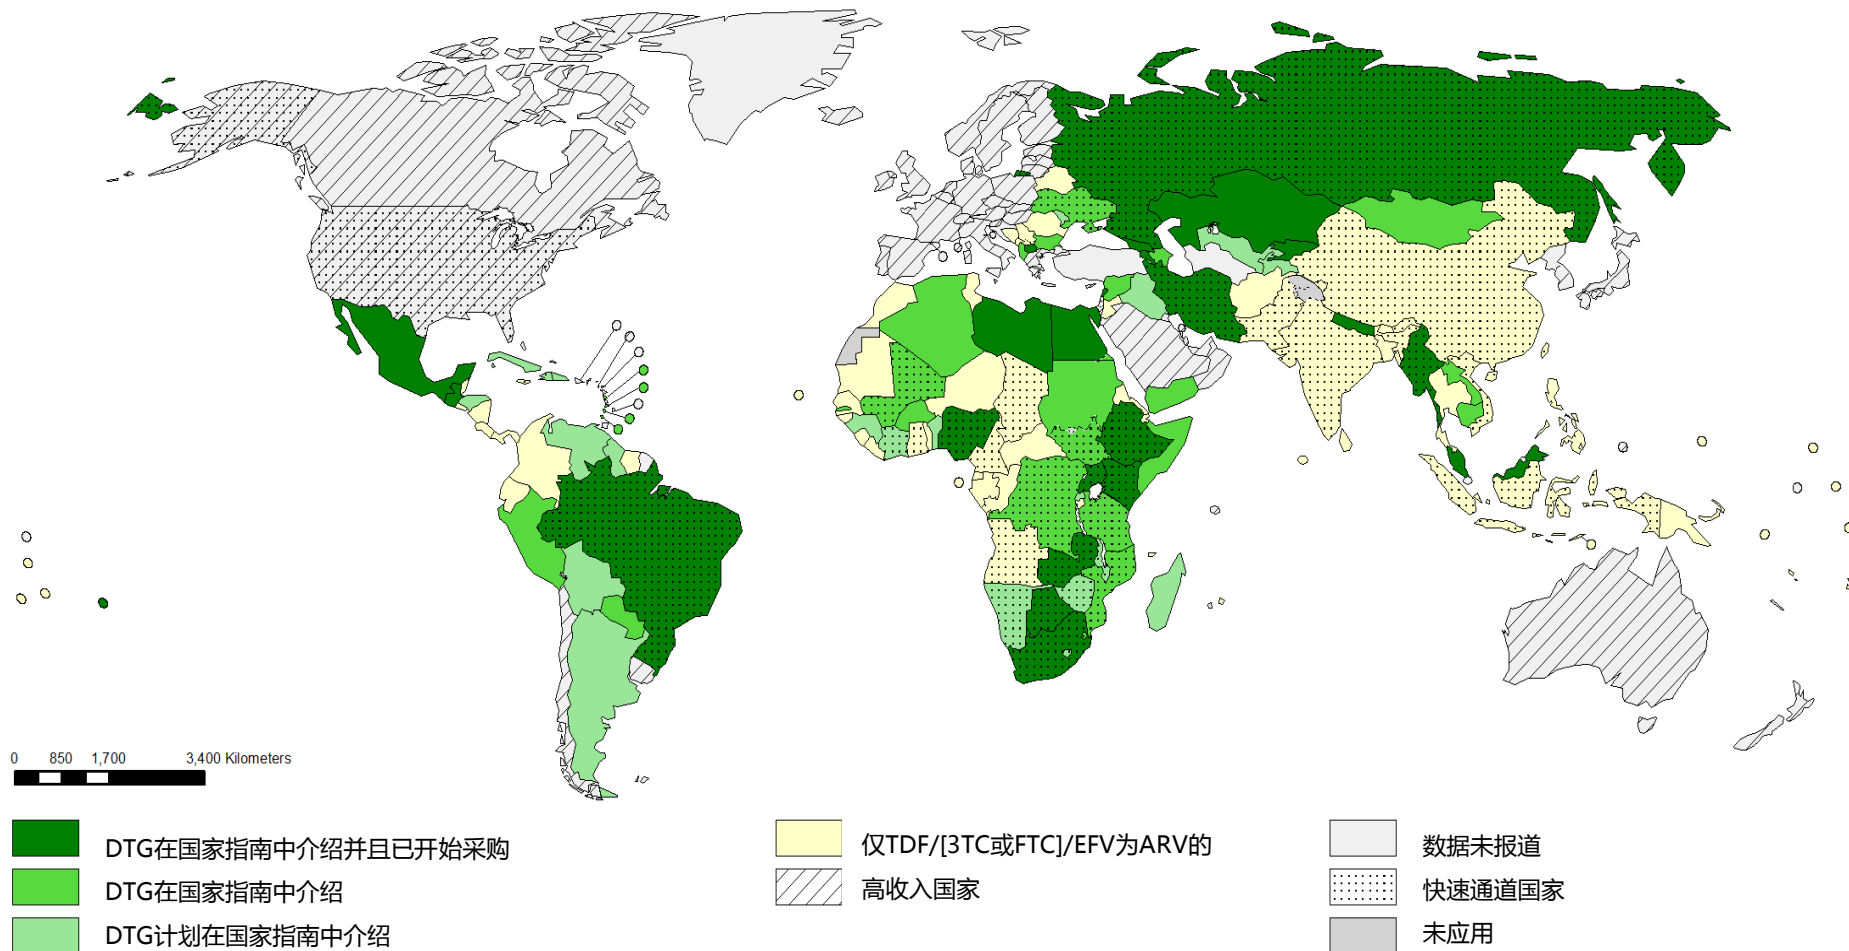 0 850 1,700 3,400 Kilometers
DTG在国家指南中介绍并且已开始采购
DTG在国家指南中介绍
DTG计划在国家指南中介绍
仅TDF/[3TC或FTC]/EFV为ARV的
高收入国家
数据未报道
快速通道国家
未应用